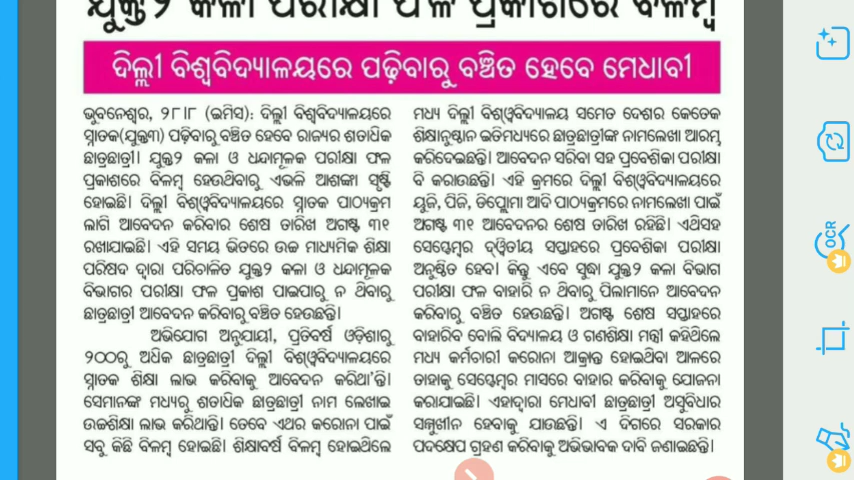 ଯୁକ୍ତ୨ କଳା ପରୀକ୍ଷା ଫଳ ପ୍ରକାଶରେ ବିଳମ୍ବ
ଦିଲ୍ଲୀ ବିଶ୍ୱବିଦ୍ୟାଳୟରେ ପଢ଼ିବାରୁ ବଞ୍ଚିତ ହେବେ ମେଧାବୀ
ଭୁବନେଶ୍ୱର, ୨୮।୮ (ଇମିସ): ଦିଲ୍ଲୀ ବିଶ୍ୱବିଦ୍ୟାଳୟରେ
ସ୍ନାତକ(ଯୁକ୍ତ୩) ପଢ଼ିବାରୁ ବଞ୍ଚିତ ହେବେ ରାଜ୍ୟର ଶତାଧିକ
ଛାତ୍ରଛାତ୍ରୀ। ଯୁକ୍ତ୨ କଳା ଓ ଧନ୍ଦାମୂଳକ ପରୀକ୍ଷା ଫଳ
ପ୍ରକାଶରେ ବିଳମ୍ବ ହେଉଥିବାରୁ ଏଭଳି ଆଶଙ୍କା ସୃଷ୍ଟି
ହୋଇଛି। ଦିଲ୍ଲୀ ବିଶ୍ୱବିଦ୍ୟାଳୟରେ ସ୍ନାତକ ପାଠ୍ୟକ୍ରମ
ଲାଗି ଆବେଦନ କରିବାର ଶେଷ ତାରିଖ ଅଗଷ୍ଟ ୩୧
ରଖାଯାଇଛି। ଏହି ସମୟ ଭିତରେ ଉଚ୍ଚ ମାଧ୍ୟମିକ ଶିକ୍ଷା
ପରିଷଦ ଦ୍ୱାରା ପରିଚାଳିତ ଯୁକ୍ତ୨ କଳା ଓ ଧନ୍ଦାମୂଳକ
ବିଭାଗର ପରୀକ୍ଷା ଫଳ ପ୍ରକାଶ ପାଇପାରୁ ନ ଥିବାରୁ
ଛାତ୍ରଛାତ୍ରୀ ଆବେଦନ କରିବାରୁ ବଞ୍ଚିତ ହେଉଛନ୍ତି।
ଅଭିଯୋଗ ଅନୁଯାୟୀ, ପ୍ରତିବର୍ଷ ଓଡ଼ିଶାରୁ
୨୦୦ରୁ ଅଧିକ ଛାତ୍ରଛାତ୍ରୀ ଦିଲ୍ଲୀ ବିଶ୍ୱବିଦ୍ୟାଳୟରେ
ସ୍ନାତକ ଶିକ୍ଷା ଲାଭ କରିବାକୁ ଆବେଦନ କରିଥା'ନ୍ତି।
ସେମାନଙ୍କ ମଧ୍ୟରୁ ଶତାଧିକ ଛାତ୍ରଛାତ୍ରୀ ନାମ ଲେଖାଇ
ଉଚ୍ଚଶିକ୍ଷା ଲାଭ କରିଥାନ୍ତି। ତେବେ ଏଥର କରୋନା ପାଇଁ
ସବୁ କିଛି ବିଳମ୍ବ ହୋଇଛି। ଶିକ୍ଷାବର୍ଷ ବିଳମ୍ବ ହୋଇଥିଲେ
ମଧ୍ୟ ଦିଲ୍ଲୀ ବିଶ୍ୱବିଦ୍ୟାଳୟ ସମେତ ଦେଶର କେତେକ
ଶିକ୍ଷାନୁଷ୍ଠାନ ଇତିମଧ୍ୟରେ ଛାତ୍ରଛାତ୍ରୀଙ୍କ ନାମଲେଖା ଆରମ୍ଭ
କରିଦେଇଛନ୍ତି। ଆବେଦନ ସରିବା ସହ ପ୍ରବେଶିକା ପରୀକ୍ଷା
ବି କରାଉଛନ୍ତି। ଏହି କ୍ରମରେ ଦିଲ୍ଲୀ ବିଶ୍ୱବିଦ୍ୟାଳୟରେ
ୟୁଜି, ପିଜି, ଡିପ୍ଲୋମା ଆଦି ପାଠ୍ୟକ୍ରମରେ ନାମଲେଖା ପାଇଁ
ଅଗଷ୍ଟ ୩୧ ଆବେଦନର ଶେଷ ତାରିଖ ରହିଛି। ଏଥିସହ
ସେପ୍ଟେମ୍ବର ଦ୍ୱିତୀୟ ସପ୍ତାହରେ ପ୍ରବେଶିକା ପରୀକ୍ଷା
ଅନୁଷ୍ଠିତ ହେବ। କିନ୍ତୁ ଏବେ ସୁଦ୍ଧା ଯୁକ୍ତ୨ କଳା ବିଭାଗ
ପରୀକ୍ଷା ଫଳ ବାହାରି ନ ଥିବାରୁ ପିଲାମାନେ ଆବେଦନ
କରିବାରୁ ବଞ୍ଚିତ ହେଉଛନ୍ତି। ଅଗଷ୍ଟ ଶେଷ ସପ୍ତାହରେ
ବାହାରିବ ବୋଲି ବିଦ୍ୟାଳୟ ଓ ଗଣଶିକ୍ଷା ମନ୍ତ୍ରୀ କହିଥିଲେ
ମଧ୍ୟ କର୍ମଚାରୀ କରୋନା ଆକ୍ରାନ୍ତ ହୋଇଥିବା ଆଳରେ
ତାହାକୁ ସେପ୍ଟେମ୍ବର ମାସରେ ବାହାର କରିବାକୁ ଯୋଜନା
କରାଯାଇଛି। ଏହାଦ୍ୱାରା ମେଧାବୀ ଛାତ୍ରଛାତ୍ରୀ ଅସୁବିଧାର
ସମ୍ମୁଖୀନ ହେବାକୁ ଯାଉଛନ୍ତି। ଏ ଦିଗରେ ସରକାର
ପଦକ୍ଷେପ ଗ୍ରହଣ କରିବାକୁ ଅଭିଭାବକ ଦାବି ଜଣାଇଛନ୍ତି।
OCR